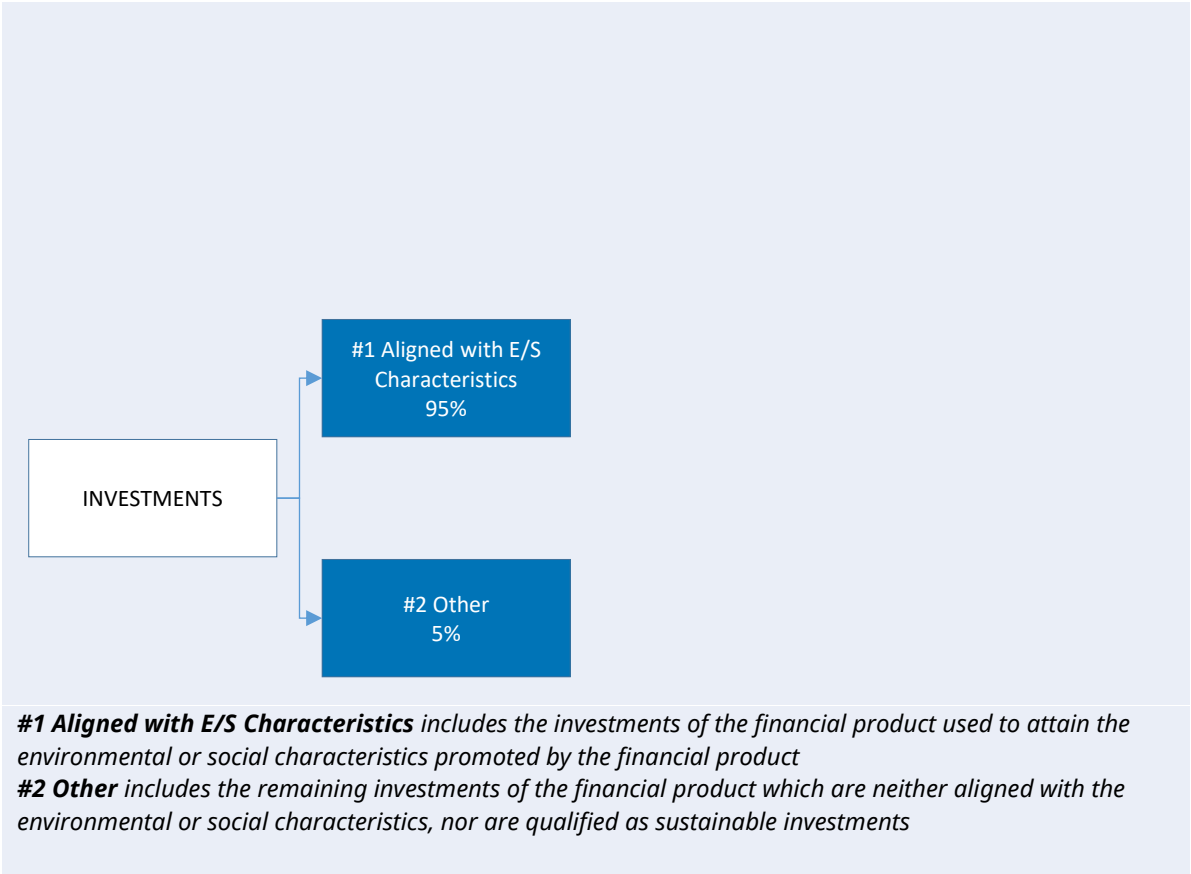 #1 Aligned with E/S
Characteristics
95%
INVESTMENTS
#2 Other
5%
#1 Aligned with E/S Characteristics includes the investments of the financial product used to attain the
environmental or social characteristics promoted by the financial product
#2 Other includes the remaining investments of the financial product which are neither aligned with the
environmental or social characteristics, nor are qualified as sustainable investments